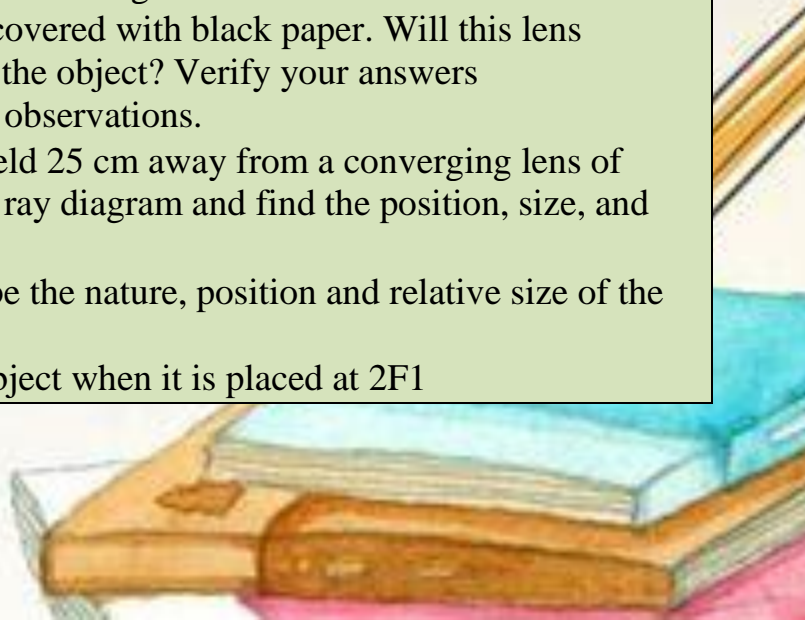 covered with black paper. Will this lens
the object? Verify your answers
observations.
eld 25 cm away from a converging lens of
ray diagram and find the position, size, and
be the nature, position and relative size of the
bject when it is placed at 2F1